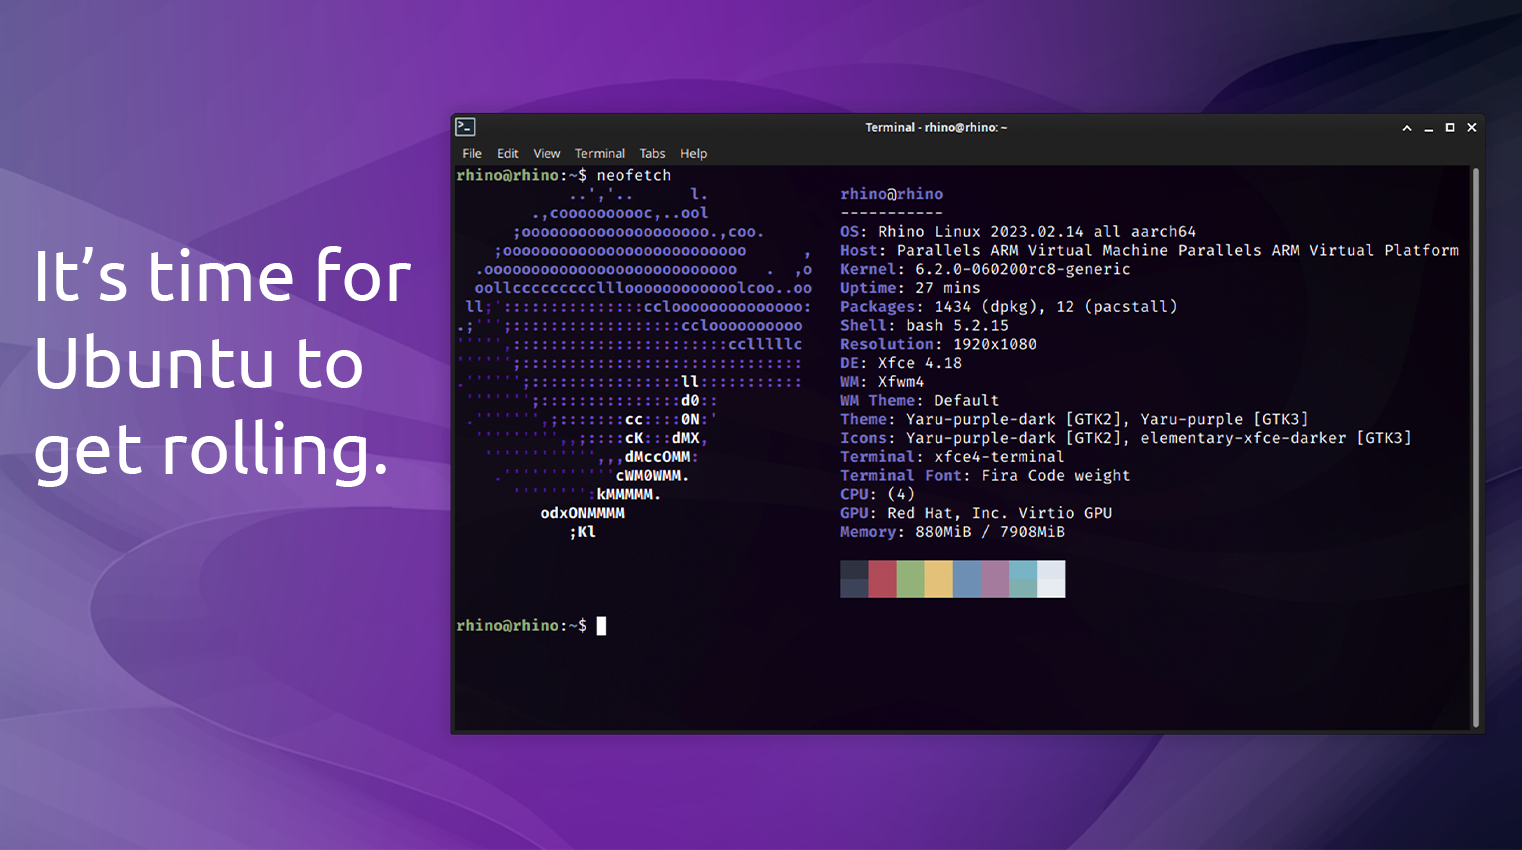 It’s time for
Ubuntu to
get rolling.
Terminal - rhino@rhino: ~
File Edit View Terminal Tabs Help
rhino@rhino:~$ neofetch
rhino@rhino
-----------
OS: Rhino Linux 2023.02.14 all aarch64
Host: Parallels ARM Virtual Machine Parallels ARM Virtual Platform
Kernel: 6.2.0-060200rc8-generic
Uptime: 27 mins
Packages: 1434 (dpkg), 12 (pacstall)
Shell: bash 5.2.15
Resolution: 1920x1080
DE: Xfce 4.18
WM: Xfwm4
WM Theme: Default
Theme: Yaru-purple-dark [GTK2], Yaru-purple [GTK3]
Icons: Yaru-purple-dark [GTK2], elementary-xfce-darker [GTK3]
Terminal: xfce4-terminal
Terminal Font: Fira Code weight
CPU: (4)
GPU: Red Hat, Inc. Virtio GPU
Memory: 880MiB / 7908MiB
rhino@rhino:~$